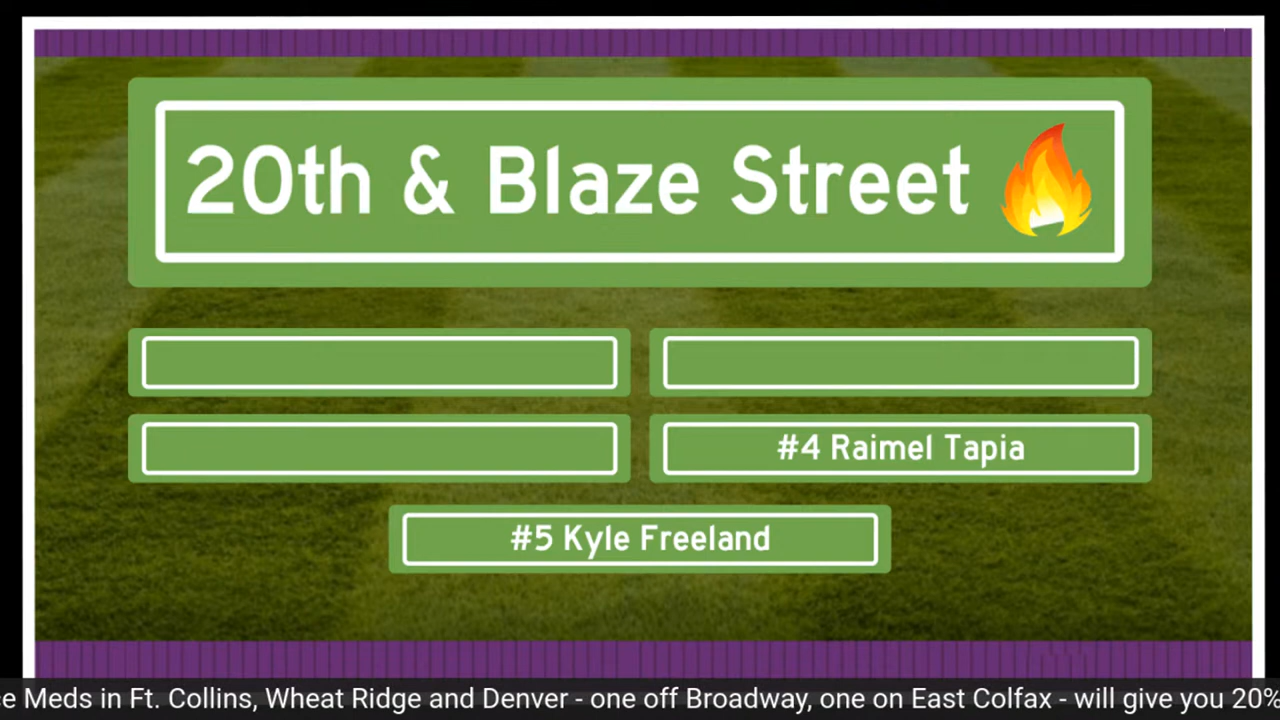 20th & Blaze Street 🔥
#4 Raimel Tapia
#5 Kyle Freeland
Meds in Ft. Collins, Wheat Ridge and Denver - one off Broadway, one on East Colfax - will give you 20%